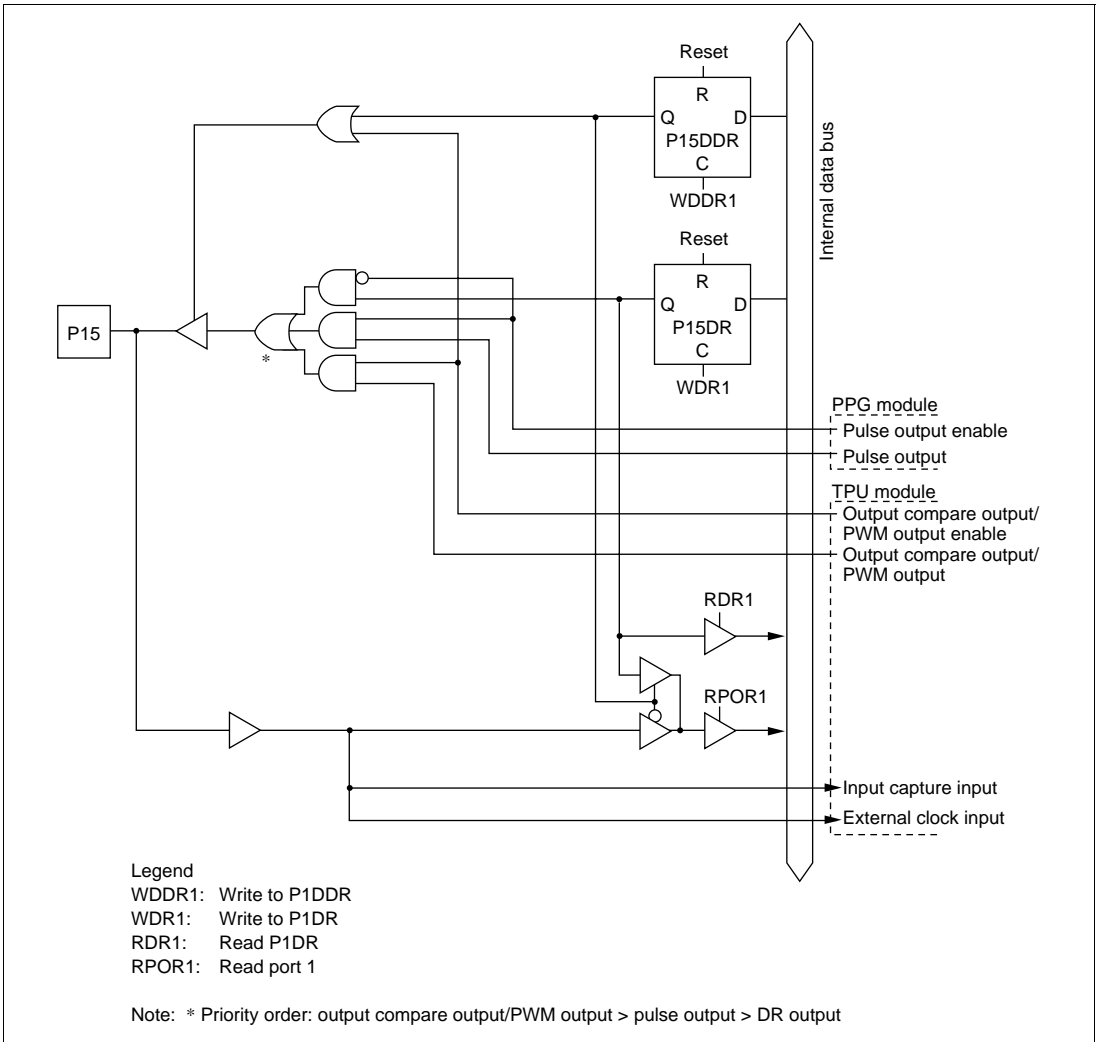 Reset
R
Q D
P15DDR
C
WDDR1
Internal data bus
Reset
R
Q D
P15DR
C
WDR1
P15
*
PPG module
Pulse output enable
Pulse output
TPU module
Output compare output/
PWM output enable
Output compare output/
PWM output
RDR1
RPOR1
Input capture input
External clock input
Legend
WDDR1: Write to P1DDR
WDR1: Write to P1DR
RDR1: Read P1DR
RPOR1: Read port 1
Note: * Priority order: output compare output/PWM output > pulse output > DR output